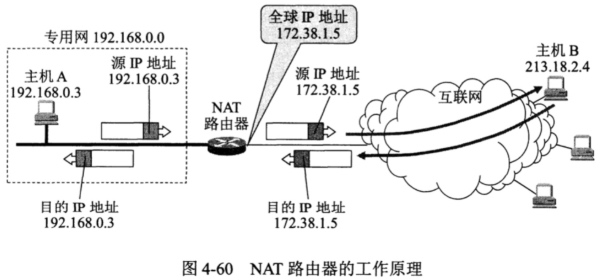 全球 IP 地址
172.38.1.5
专用网 192.168.0.0
主机 A
192.168.0.3
源 IP 地址
192.168.0.3
NAT
路由器
源 IP 地址
172.38.1.5
互联网
主机 B
213.18.2.4
目的 IP 地址
192.168.0.3
目的 IP 地址
172.38.1.5
图 4-60 NAT 路由器的工作原理